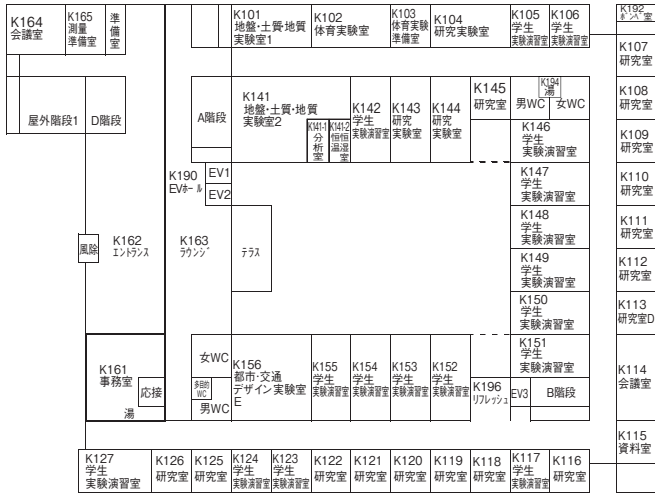 K164
会議室
K165
測量
準備室
準備室
K101
地盤・土質・地質
実験室1
K102
体育実験室
K103
体育実験
準備室
K104
研究実験室
K105
学生
実験演習室
K106
学生
実験演習室
K192
ボンベ室
K107
研究室
K108
研究室
K109
研究室
K110
研究室
K111
研究室
K112
研究室
K113
研究室D
K114
会議室
K115
資料室
屋外階段1
D階段
A階段
K141
地盤・土質・地質
実験室2
K141-1
分析室
K141-2
恒温恒湿室
K142
学生
実験演習室
K143
研究
実験室
K144
研究
実験室
K145
研究室
K194
湯
男WC
女WC
K146
学生
実験演習室
K147
学生
実験演習室
K148
学生
実験演習室
K149
学生
実験演習室
K150
学生
実験演習室
K151
学生
実験演習室
K190
EVホール
EV1
EV2
風除
K162
エントランス
K163
ラウンジ
テラス
K161
事務室
応接
湯
女WC
多目的
WC
男WC
K156
都市・交通
デザイン実験室
E
K155
学生
実験演習室
K154
学生
実験演習室
K153
学生
実験演習室
K152
学生
実験演習室
K196
リフレッシュ
EV3
B階段
K127
学生
実験演習室
K126
研究室
K125
研究室
K124
学生
実験演習室
K123
学生
実験演習室
K122
研究室
K121
研究室
K120
研究室
K119
研究室
K118
研究室
K117
学生
実験演習室
K116
研究室